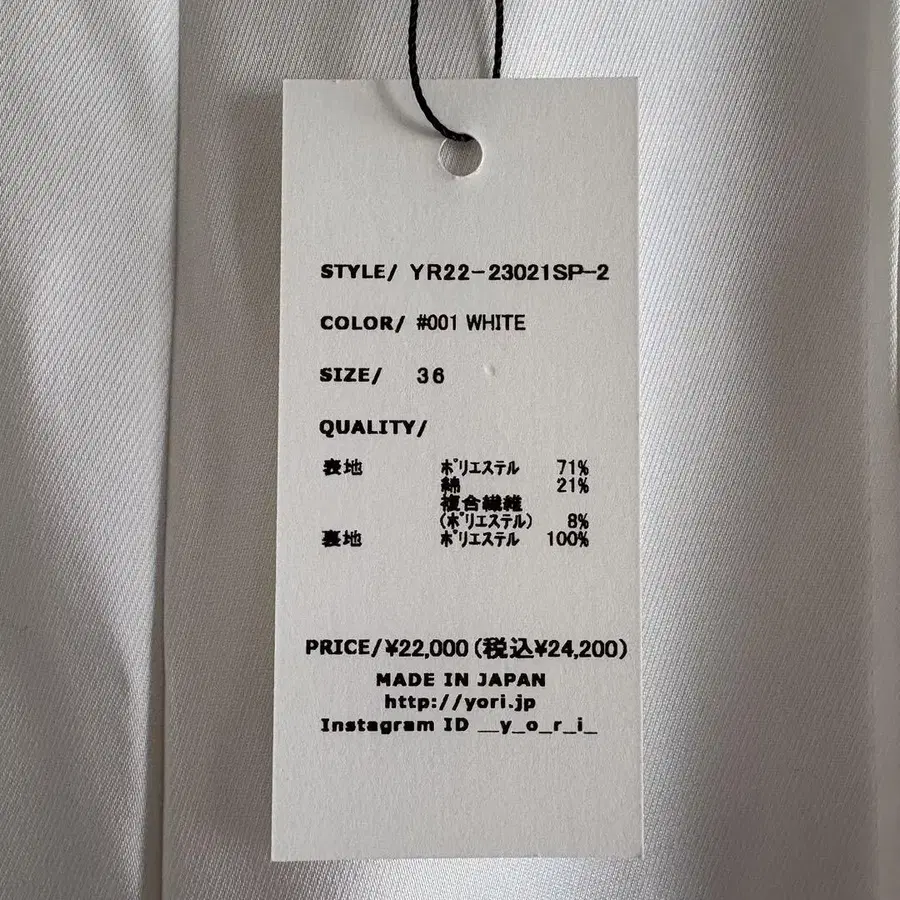 STYLE/ YR22-23021SP-2
COLOR/ #001 WHITE
SIZE/ 36
QUALITY/
表地 ポリエステル 71%
綿 21%
複合繊維
(ポリエステル) 8%
裏地 ポリエステル 100%
PRICE/¥22,000(税込¥24,200)
MADE IN JAPAN
http://yori.jp
Instagram ID __y_o_r_i_